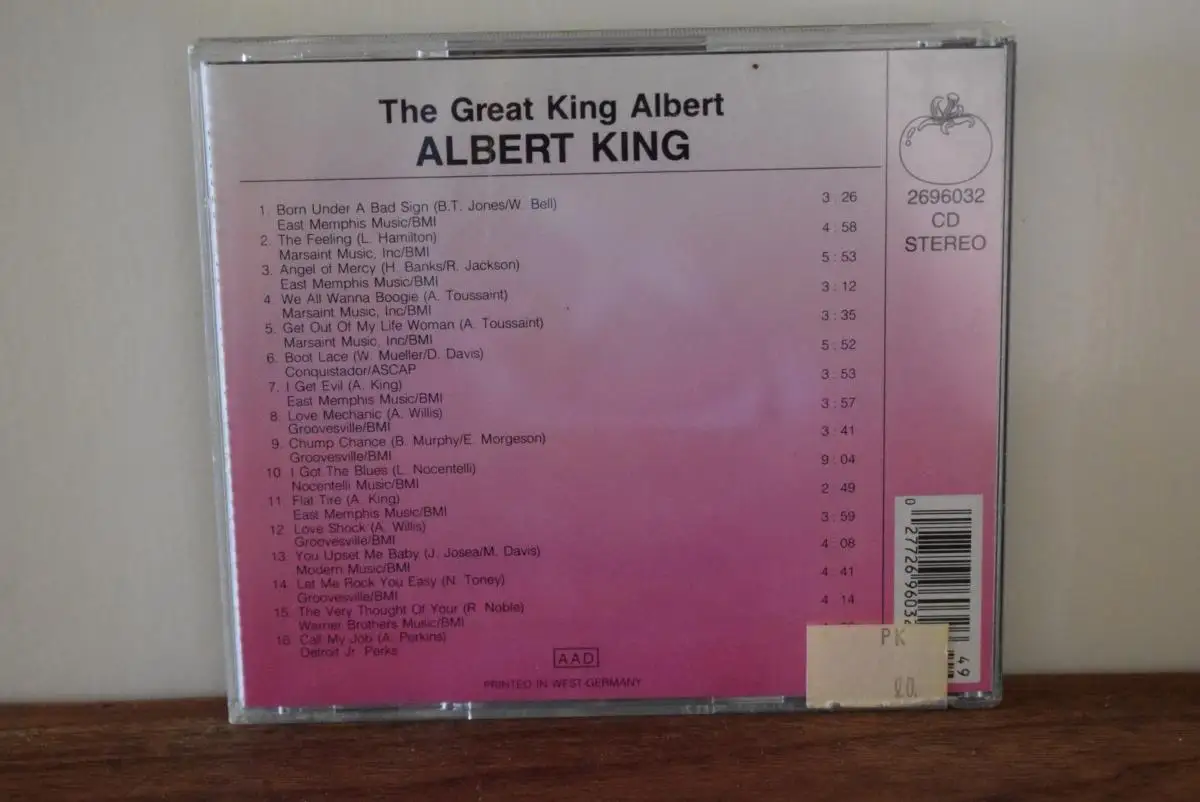 The Great King Albert
ALBERT KING
1. Born Under A Bad Sign (B.T. Jones/W. Bell) 3:26
East Memphis Music/BMI
2. The Feeling (L. Hamilton) 4:58
Marsaint Music, Inc/BMI
3. Angel of Mercy (H. Banks/R. Jackson) 5:53
East Memphis Music/BMI
4. We All Wanna Boogie (A. Toussaint) 3:12
Marsaint Music, Inc/BMI
5. Get Out Of My Life Woman (A. Toussaint) 3:35
Marsaint Music, Inc/BMI
6. Boot Lace (W. Mueller/D. Davis) 5:52
Conquistador/ASCAP
7. I Get Evil (A. King) 3:53
East Memphis Music/BMI
8. Love Mechanic (A. Willis) 3:57
Groovesville/BMI
9. Chump Chance (B. Murphy/E. Morgeson) 3:41
Groovesville/BMI
10. I Got The Blues (L. Nocentelli) 9:04
Nocentelli Music/BMI
11. Flat Tire (A. King) 2:49
East Memphis Music/BMI
12. Love Shock (A. Willis) 3:59
Groovesville/BMI
13. You Upset Me Baby (J. Josea/M. Davis) 4:08
Modern Music/BMI
14. Let Me Rock You Easy (N. Toney) 4:41
Groovesville/BMI
15. The Very Thought Of Your (R. Noble) 4:14
Warner Brothers Music/BMI
16. Call My Job (A. Perkins)
Detroit Jr. Perks
AAD
PRINTED IN WEST-GERMANY
2696032
CD
STEREO
0 27726 9603 49
PK